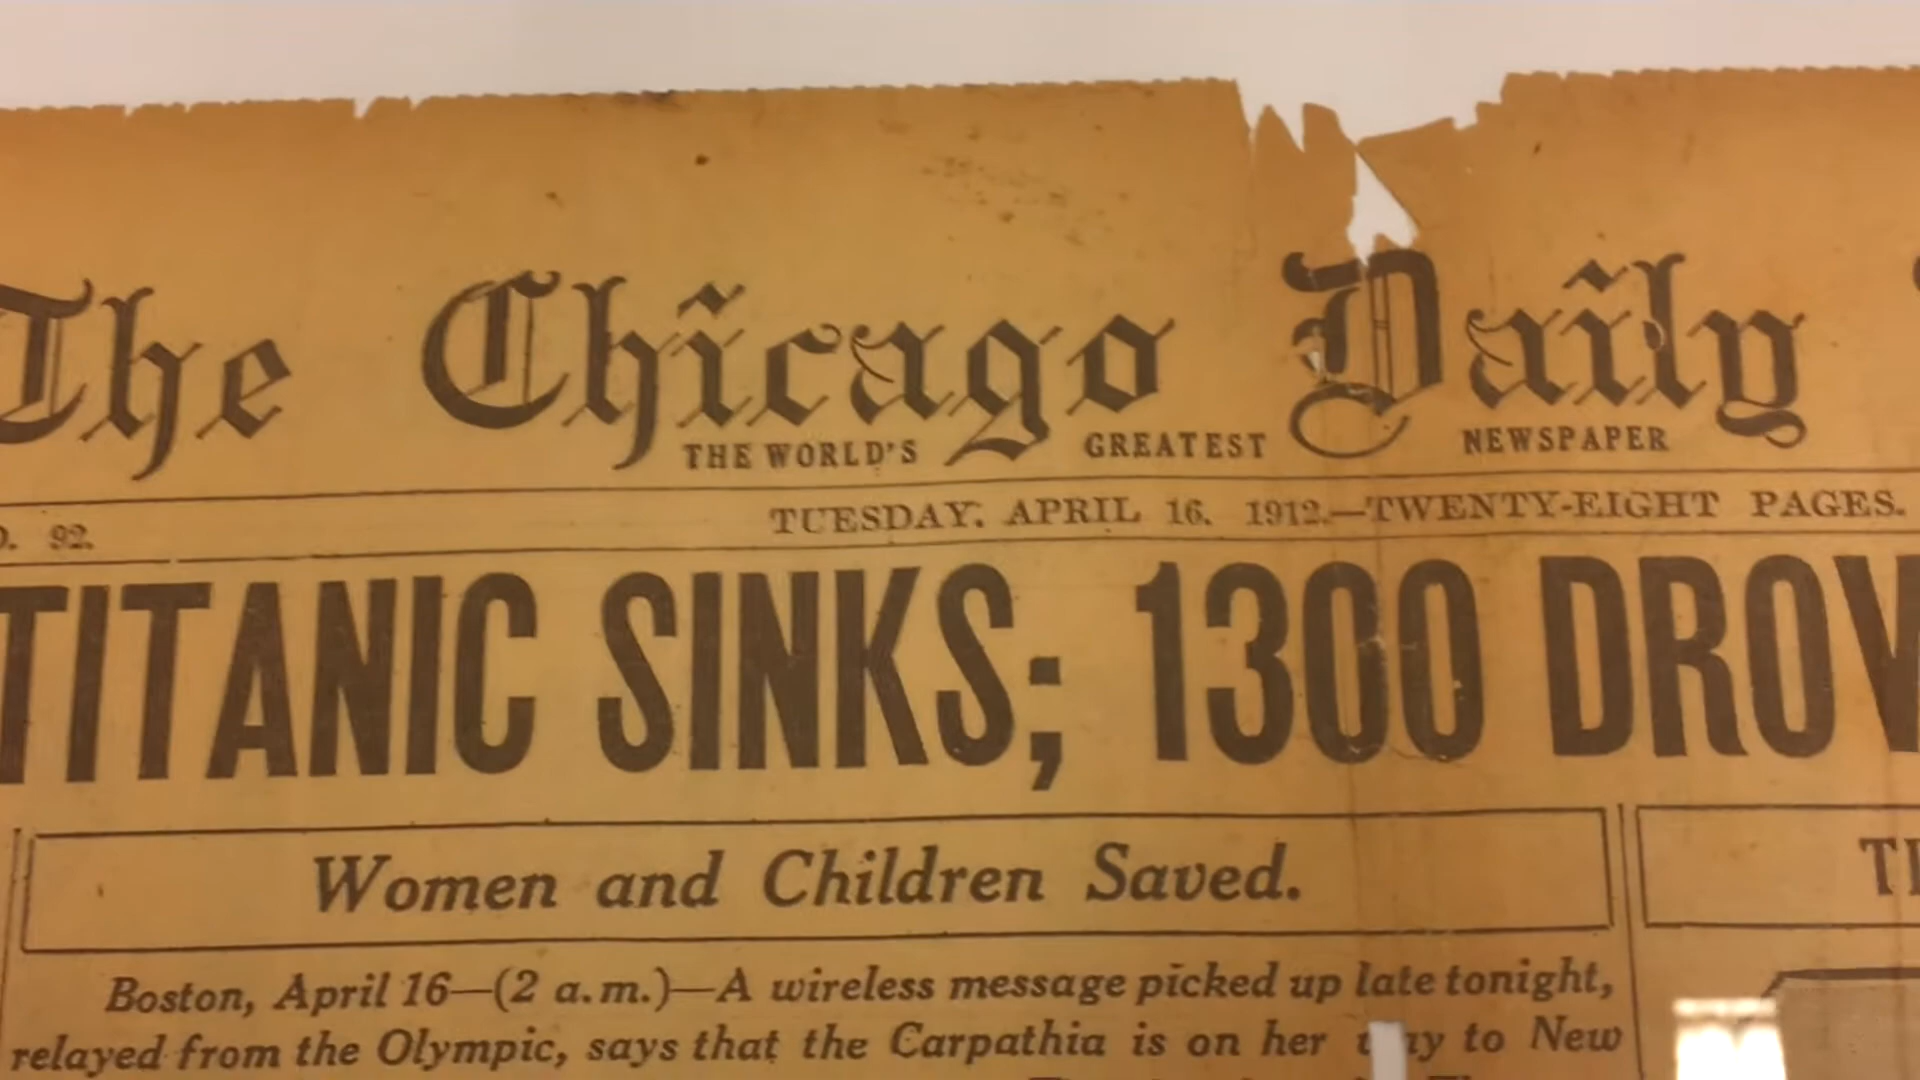 The Chicago Daily
THE WORLD'S GREATEST NEWSPAPER
92.
TUESDAY, APRIL 16, 1912.—TWENTY-EIGHT PAGES.
TITANIC SINKS; 1300 DROW
Women and Children Saved.
Boston, April 16—(2 a.m.)—A wireless message picked up late tonight,
relayed from the Olympic, says that the Carpathia is on her to New